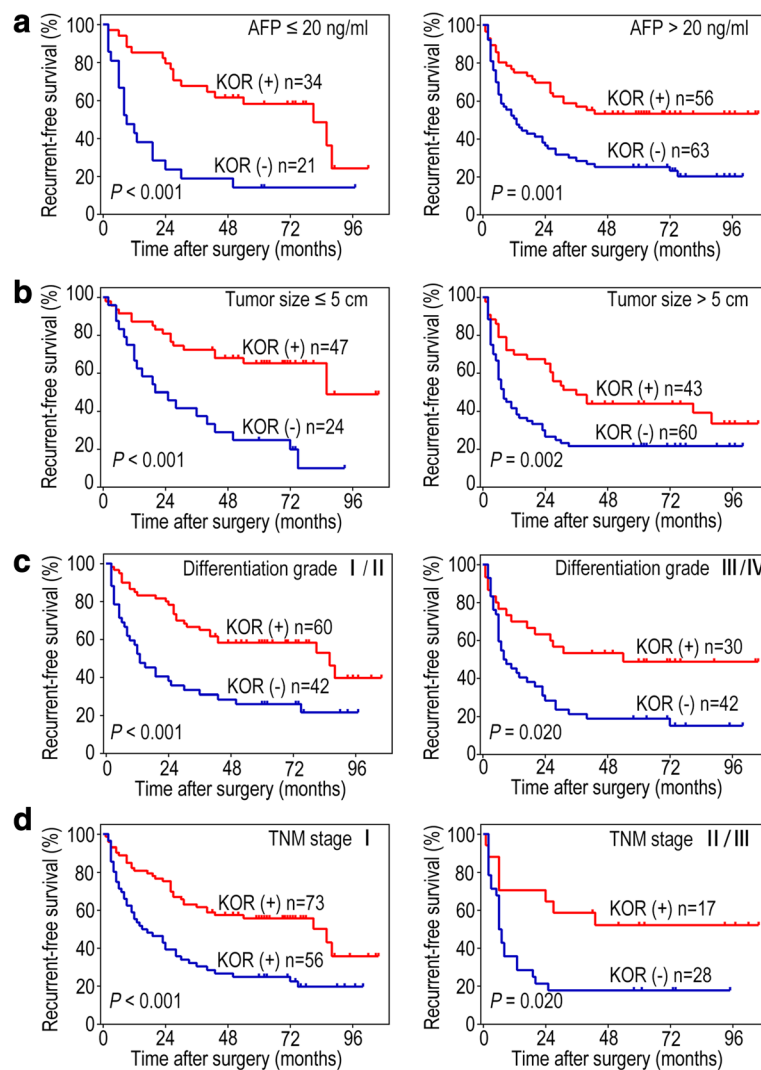 a
AFP ≤ 20 ng/ml
Recurrent-free survival (%)
100
80
60
40
20
0
KOR (+) n=34
KOR (-) n=21
P < 0.001
0 24 48 72 96
Time after surgery (months)
AFP > 20 ng/ml
Recurrent-free survival (%)
100
80
60
40
20
0
KOR (+) n=56
KOR (-) n=63
P = 0.001
0 24 48 72 96
Time after surgery (months)
b
Tumor size ≤ 5 cm
Recurrent-free survival (%)
100
80
60
40
20
0
KOR (+) n=47
KOR (-) n=24
P < 0.001
0 24 48 72 96
Time after surgery (months)
Tumor size > 5 cm
Recurrent-free survival (%)
100
80
60
40
20
0
KOR (+) n=43
KOR (-) n=60
P = 0.002
0 24 48 72 96
Time after surgery (months)
c
Differentiation grade I / II
Recurrent-free survival (%)
100
80
60
40
20
0
KOR (+) n=60
KOR (-) n=42
P < 0.001
0 24 48 72 96
Time after surgery (months)
Differentiation grade III/IV
Recurrent-free survival (%)
100
80
60
40
20
0
KOR (+) n=30
KOR (-) n=42
P = 0.020
0 24 48 72 96
Time after surgery (months)
d
TNM stage I
Recurrent-free survival (%)
100
80
60
40
20
0
KOR (+) n=73
KOR (+) n=56
P < 0.001
0 24 48 72 96
Time after surgery (months)
TNM stage II / III
Recurrent-free survival (%)
100
80
60
40
20
0
KOR (+) n=17
KOR (-) n=28
P = 0.020
0 24 48 72 96
Time after surgery (months)